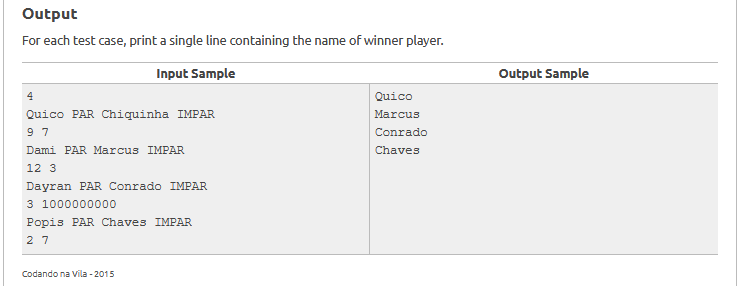 Output
For each test case, print a single line containing the name of winner player.
Input Sample Output Sample
4
Quico PAR Chiquinha IMPAR
9 7
Dami PAR Marcus IMPAR
12 3
Dayran PAR Conrado IMPAR
3 1000000000
Popis PAR Chaves IMPAR
2 7
Quico
Marcus
Conrado
Chaves
Codando na Vila - 2015